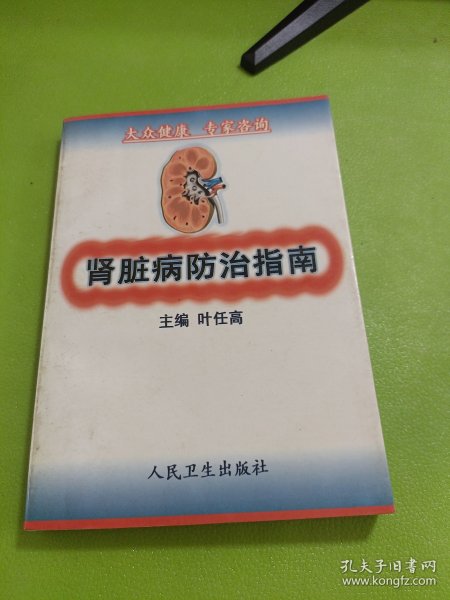 大众健康 专家咨询
肾脏病防治指南
主编 叶任高
人民卫生出版社
孔夫子旧书网
www.kongfz.com